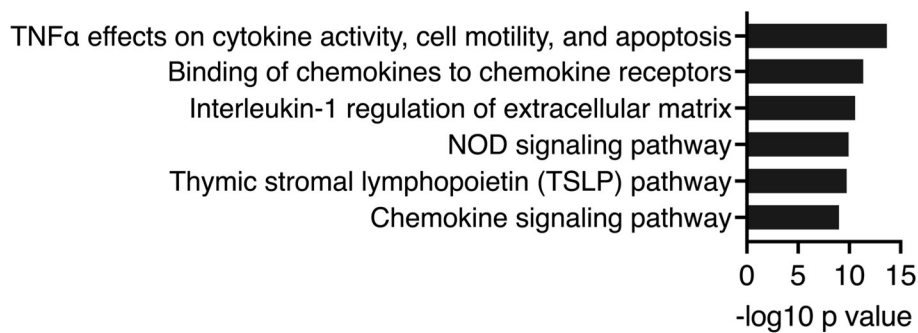 TNFα effects on cytokine activity, cell motility, and apoptosis
Binding of chemokines to chemokine receptors
Interleukin-1 regulation of extracellular matrix
NOD signaling pathway
Thymic stromal lymphopoietin (TSLP) pathway
Chemokine signaling pathway
0 5 10 15
-log10 p value